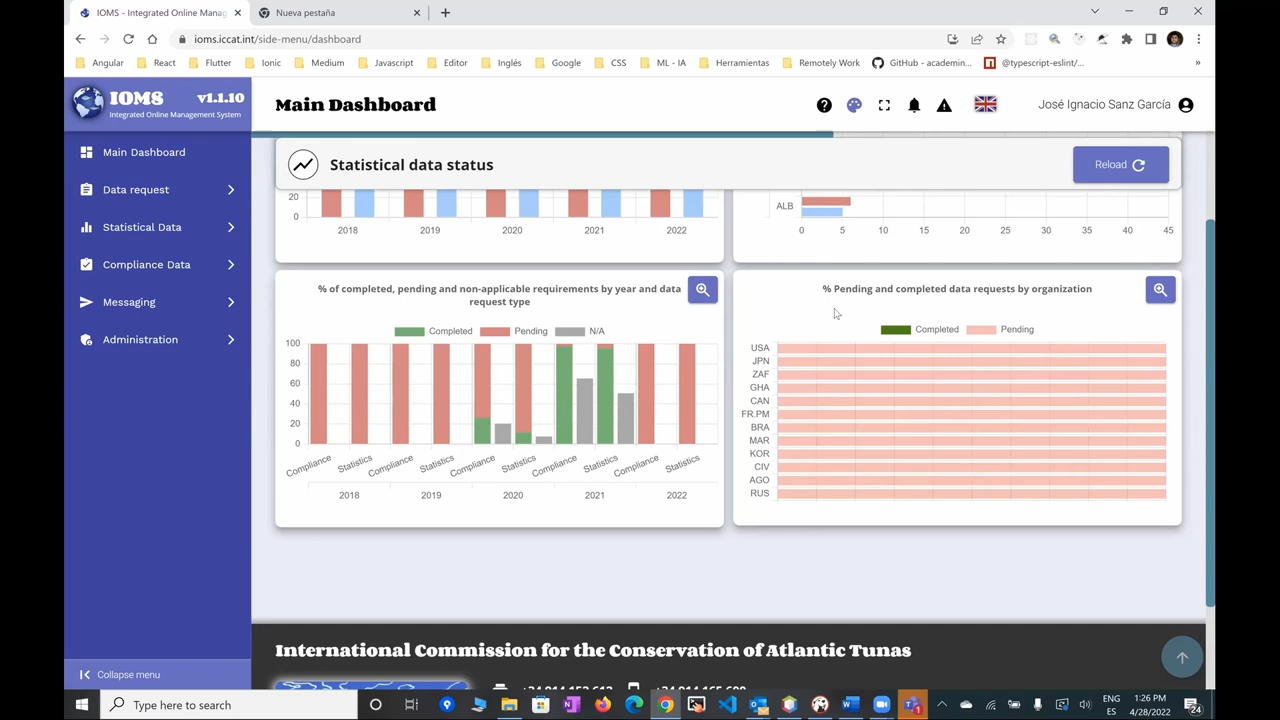 IOMS - Integrated Online Manag
Nueva pestaña
ioms.iccat.int/side-menu/dashboard
Angular
React
Flutter
Ionic
Medium
Javascript
Editor
Inglés
Google
CSS
ML - IA
Herramientas
Remotely Work
GitHub - academin...
@typescript-eslint/...
»
IOMS v1.1.10
Integrated Online Management System
Main Dashboard
José Ignacio Sanz García
Main Dashboard
Data request
Statistical Data
Compliance Data
Messaging
Administration
Collapse menu
Statistical data status
Reload
20
0
2018 2019 2020 2021 2022
ALB
0 5 10 15 20 25 30 35 40 45
% of completed, pending and non-applicable requirements by year and data
request type
Completed Pending N/A
100
80
60
40
20
0
Compliance Statistics Compliance Statistics Compliance Statistics Compliance Statistics Compliance Statistics
2018 2019 2020 2021 2022
% Pending and completed data requests by organization
Completed Pending
USA
JPN
ZAF
GHA
CAN
FR.PM
BRA
MAR
KOR
CIV
AGO
RUS
International Commission for the Conservation of Atlantic Tunas
Type here to search
ENG
ES
1:26 PM
4/28/2022
24